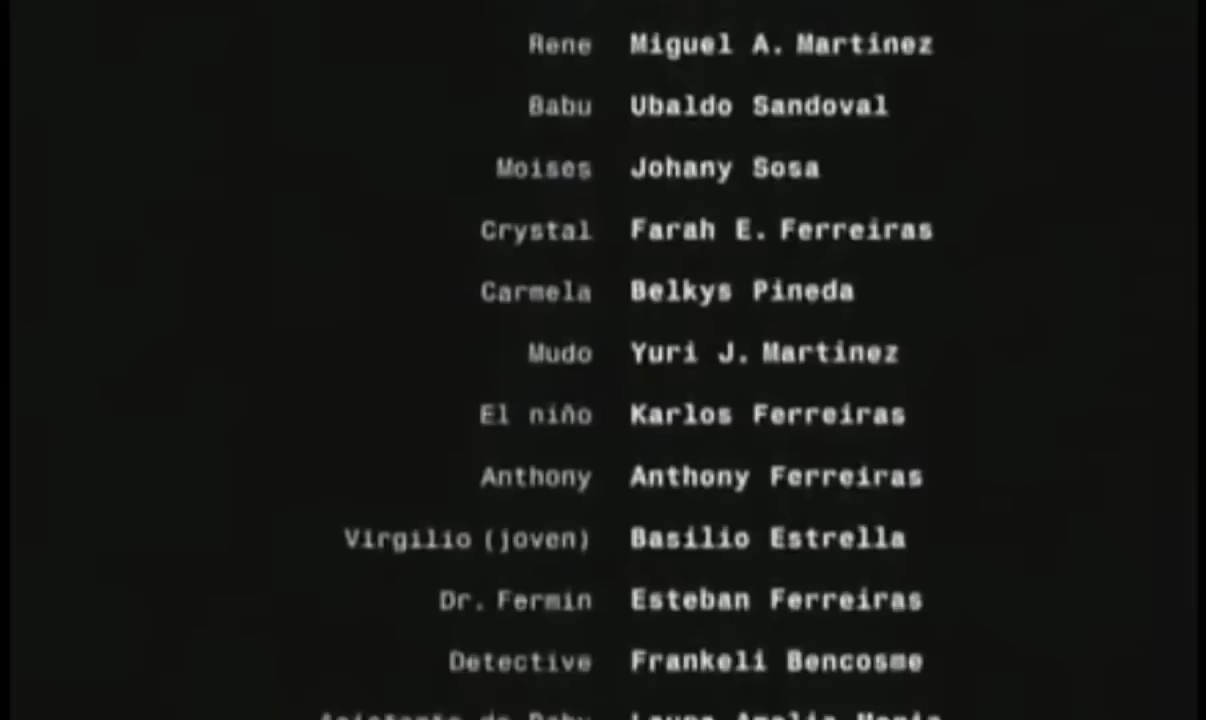 Rene Miguel A. Martinez
Babu Ubaldo Sandoval
Moises Johany Sosa
Crystal Farah E. Ferreiras
Carmela Belkys Pineda
Mudo Yuri J. Martinez
El niño Karlos Ferreiras
Anthony Anthony Ferreiras
Virgilio (joven) Basilio Estrella
Dr. Fermin Esteban Ferreiras
Detective Frankeli Bencosme